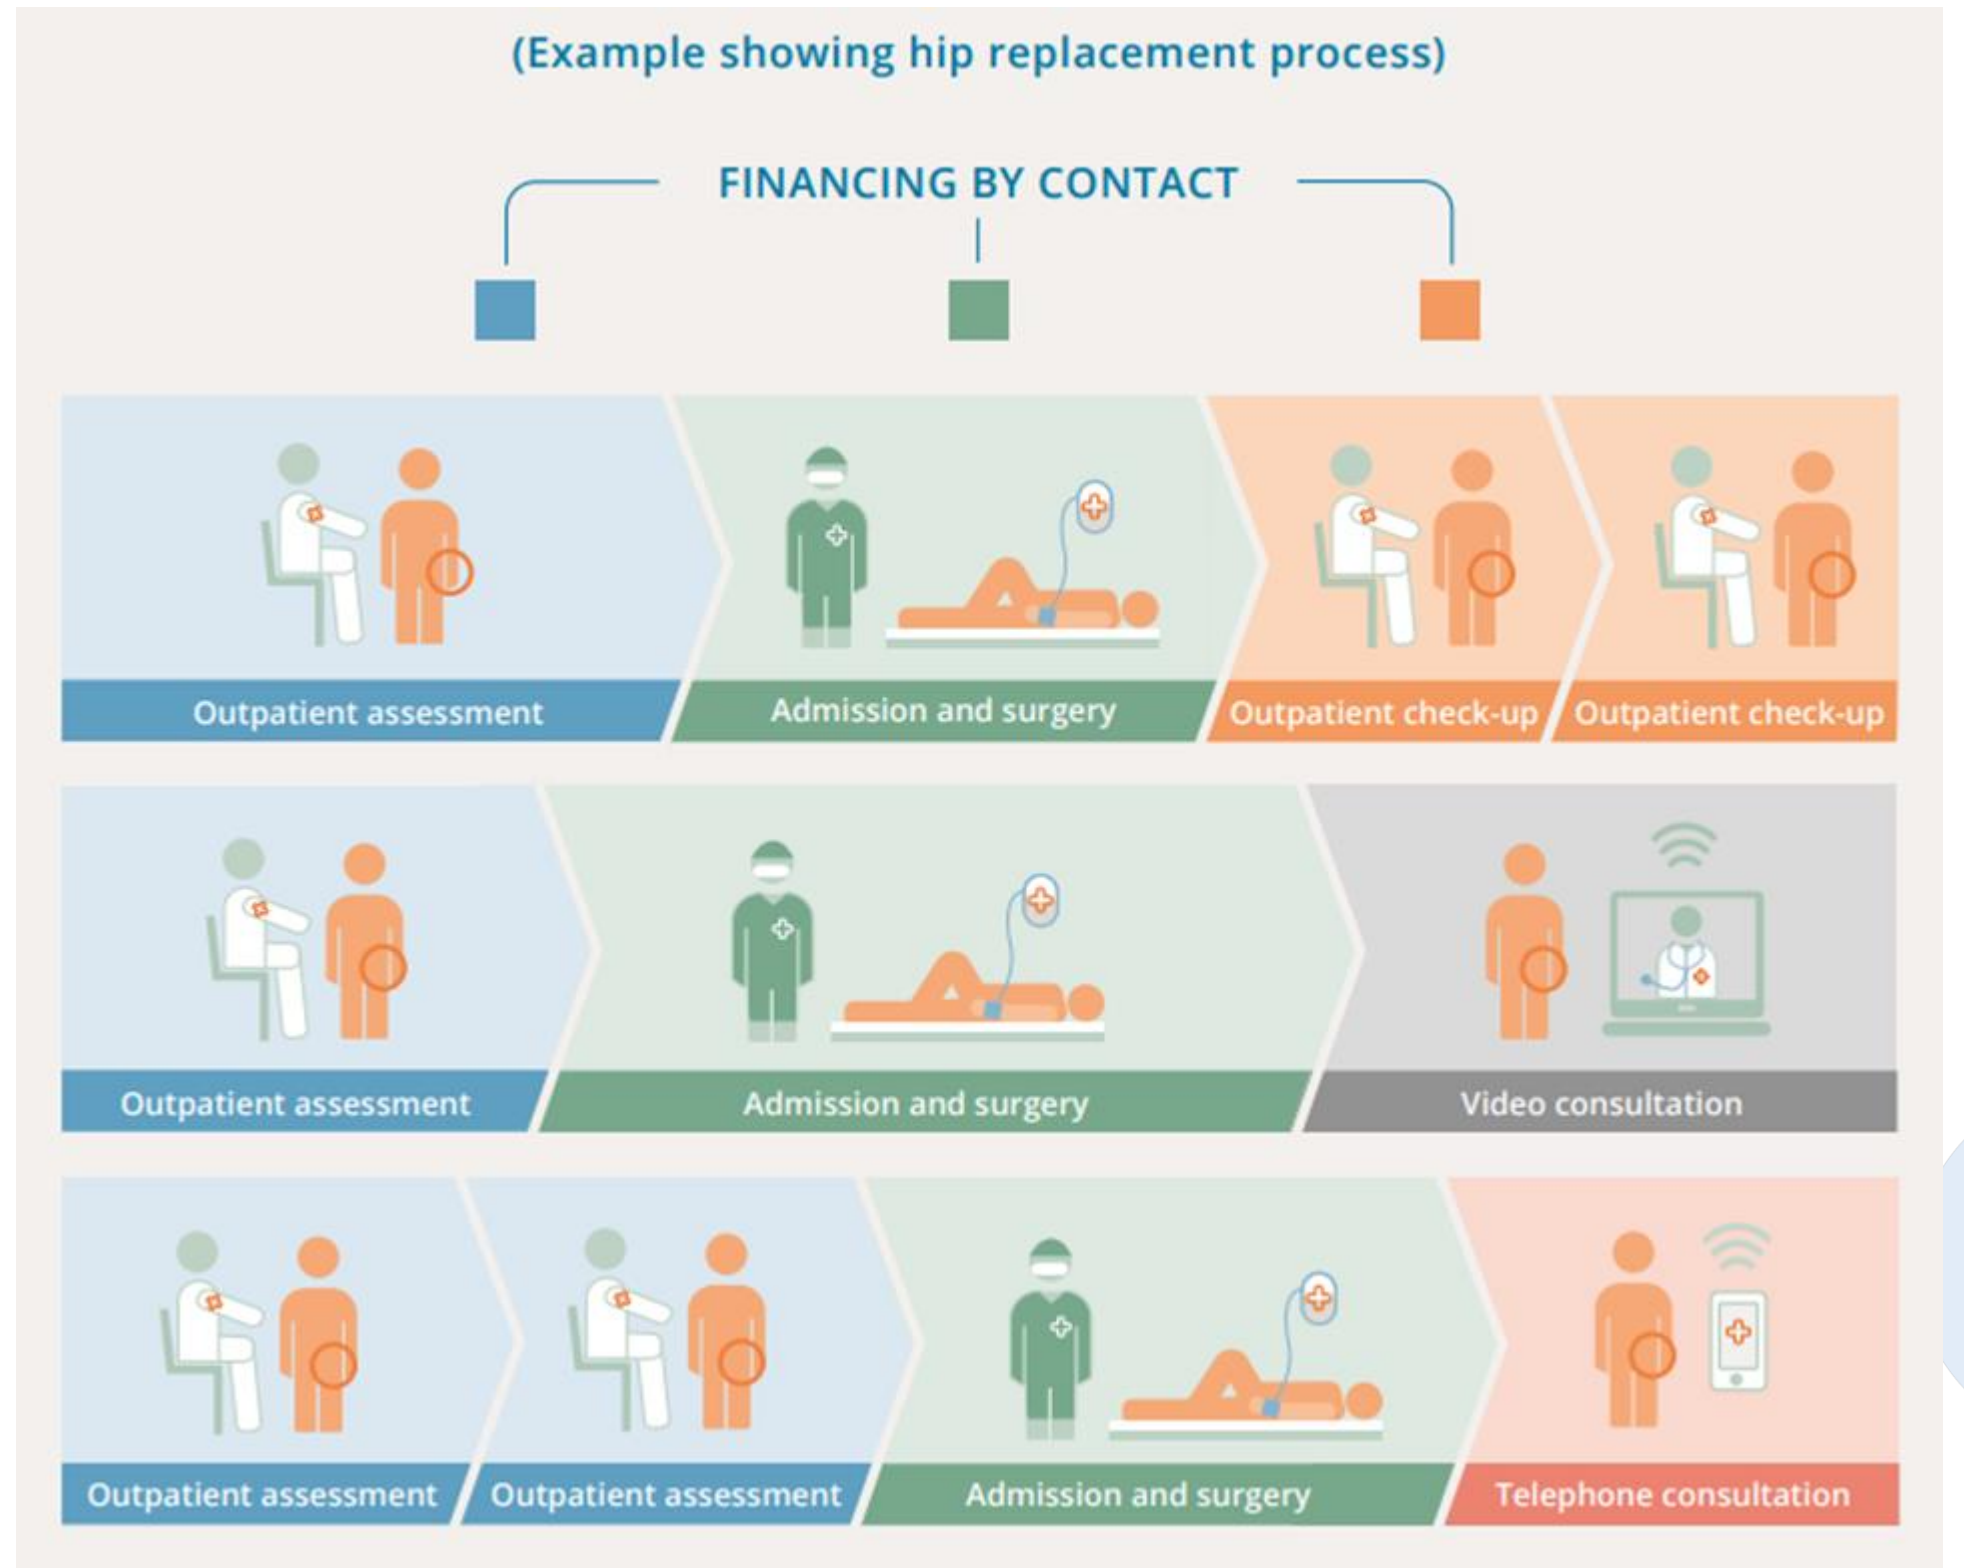 (Example showing hip replacement process)
FINANCING BY CONTACT
Outpatient assessment
Admission and surgery
Outpatient check-up
Outpatient check-up
Outpatient assessment
Admission and surgery
Video consultation
Outpatient assessment
Outpatient assessment
Admission and surgery
Telephone consultation